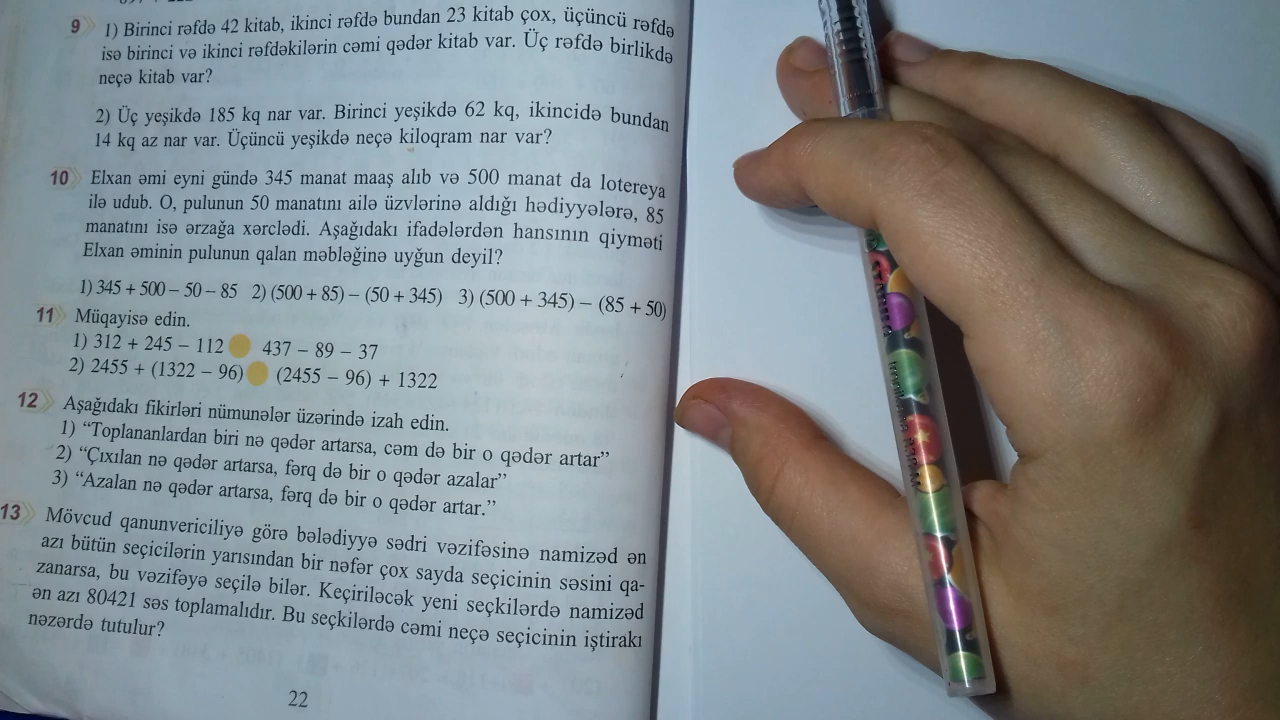 9 1) Birinci rəfdə 42 kitab, ikinci rəfdə bundan 23 kitab çox, üçüncü rəfdə
isə birinci və ikinci rəfdəkilərin cəmi qədər kitab var. Üç rəfdə birlikdə
neçə kitab var?
2) Üç yeşikdə 185 kq nar var. Birinci yeşikdə 62 kq, ikincidə bundan
14 kq az nar var. Üçüncü yeşikdə neçə kiloqram nar var?
10 Elxan əmi eyni gündə 345 manat maaş alıb və 500 manat da lotereya
ilə udub. O, pulunun 50 manatını ailə üzvlərinə aldığı hədiyyələrə, 85
manatını isə ərzağa xərclədi. Aşağıdakı ifadələrdən hansının qiyməti
Elxan əminin pulunun qalan məbləğinə uyğun deyil?
1) 345 + 500 – 50 – 85 2) (500 + 85) – (50 + 345) 3) (500 + 345) – (85 + 50)
11 Müqayisə edin.
1) 312 + 245 – 112 437 – 89 – 37
2) 2455 + (1322 – 96) (2455 – 96) + 1322
12 Aşağıdakı fikirləri nümunələr üzərində izah edin.
1) “Toplananlardan biri nə qədər artarsa, cəm də bir o qədər artar”
2) “Çıxılan nə qədər artarsa, fərq də bir o qədər azalar”
3) “Azalan nə qədər artarsa, fərq də bir o qədər artar.”
13 Mövcud qanunvericiliyə görə bələdiyyə sədri vəzifəsinə namizəd ən
azı bütün seçicilərin yarısından bir nəfər çox sayda seçicinin səsini qa-
zanarsa, bu vəzifəyə seçilə bilər. Keçiriləcək yeni seçkilərdə namizəd
ən azı 80421 səs toplamalıdır. Bu seçkilərdə cəmi neçə seçicinin iştirakı
nəzərdə tutulur?
22